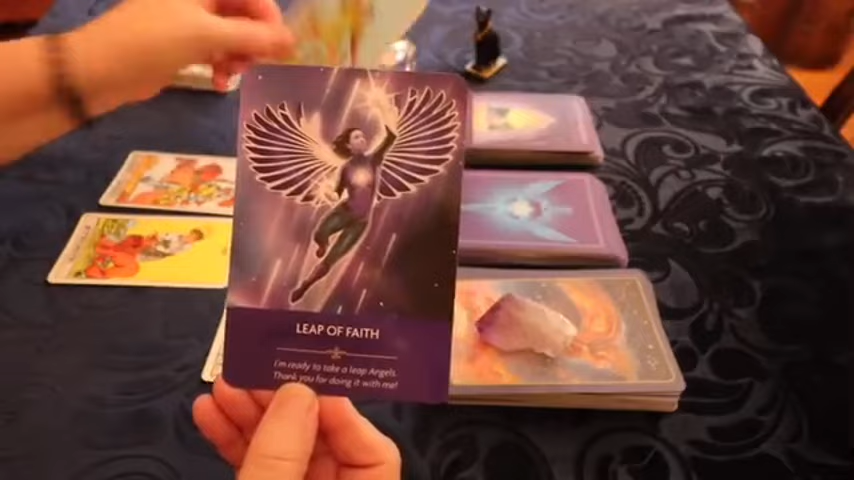 LEAP OF FAITH
I'm ready to take a leap Angels.
Thank you for doing it with me!